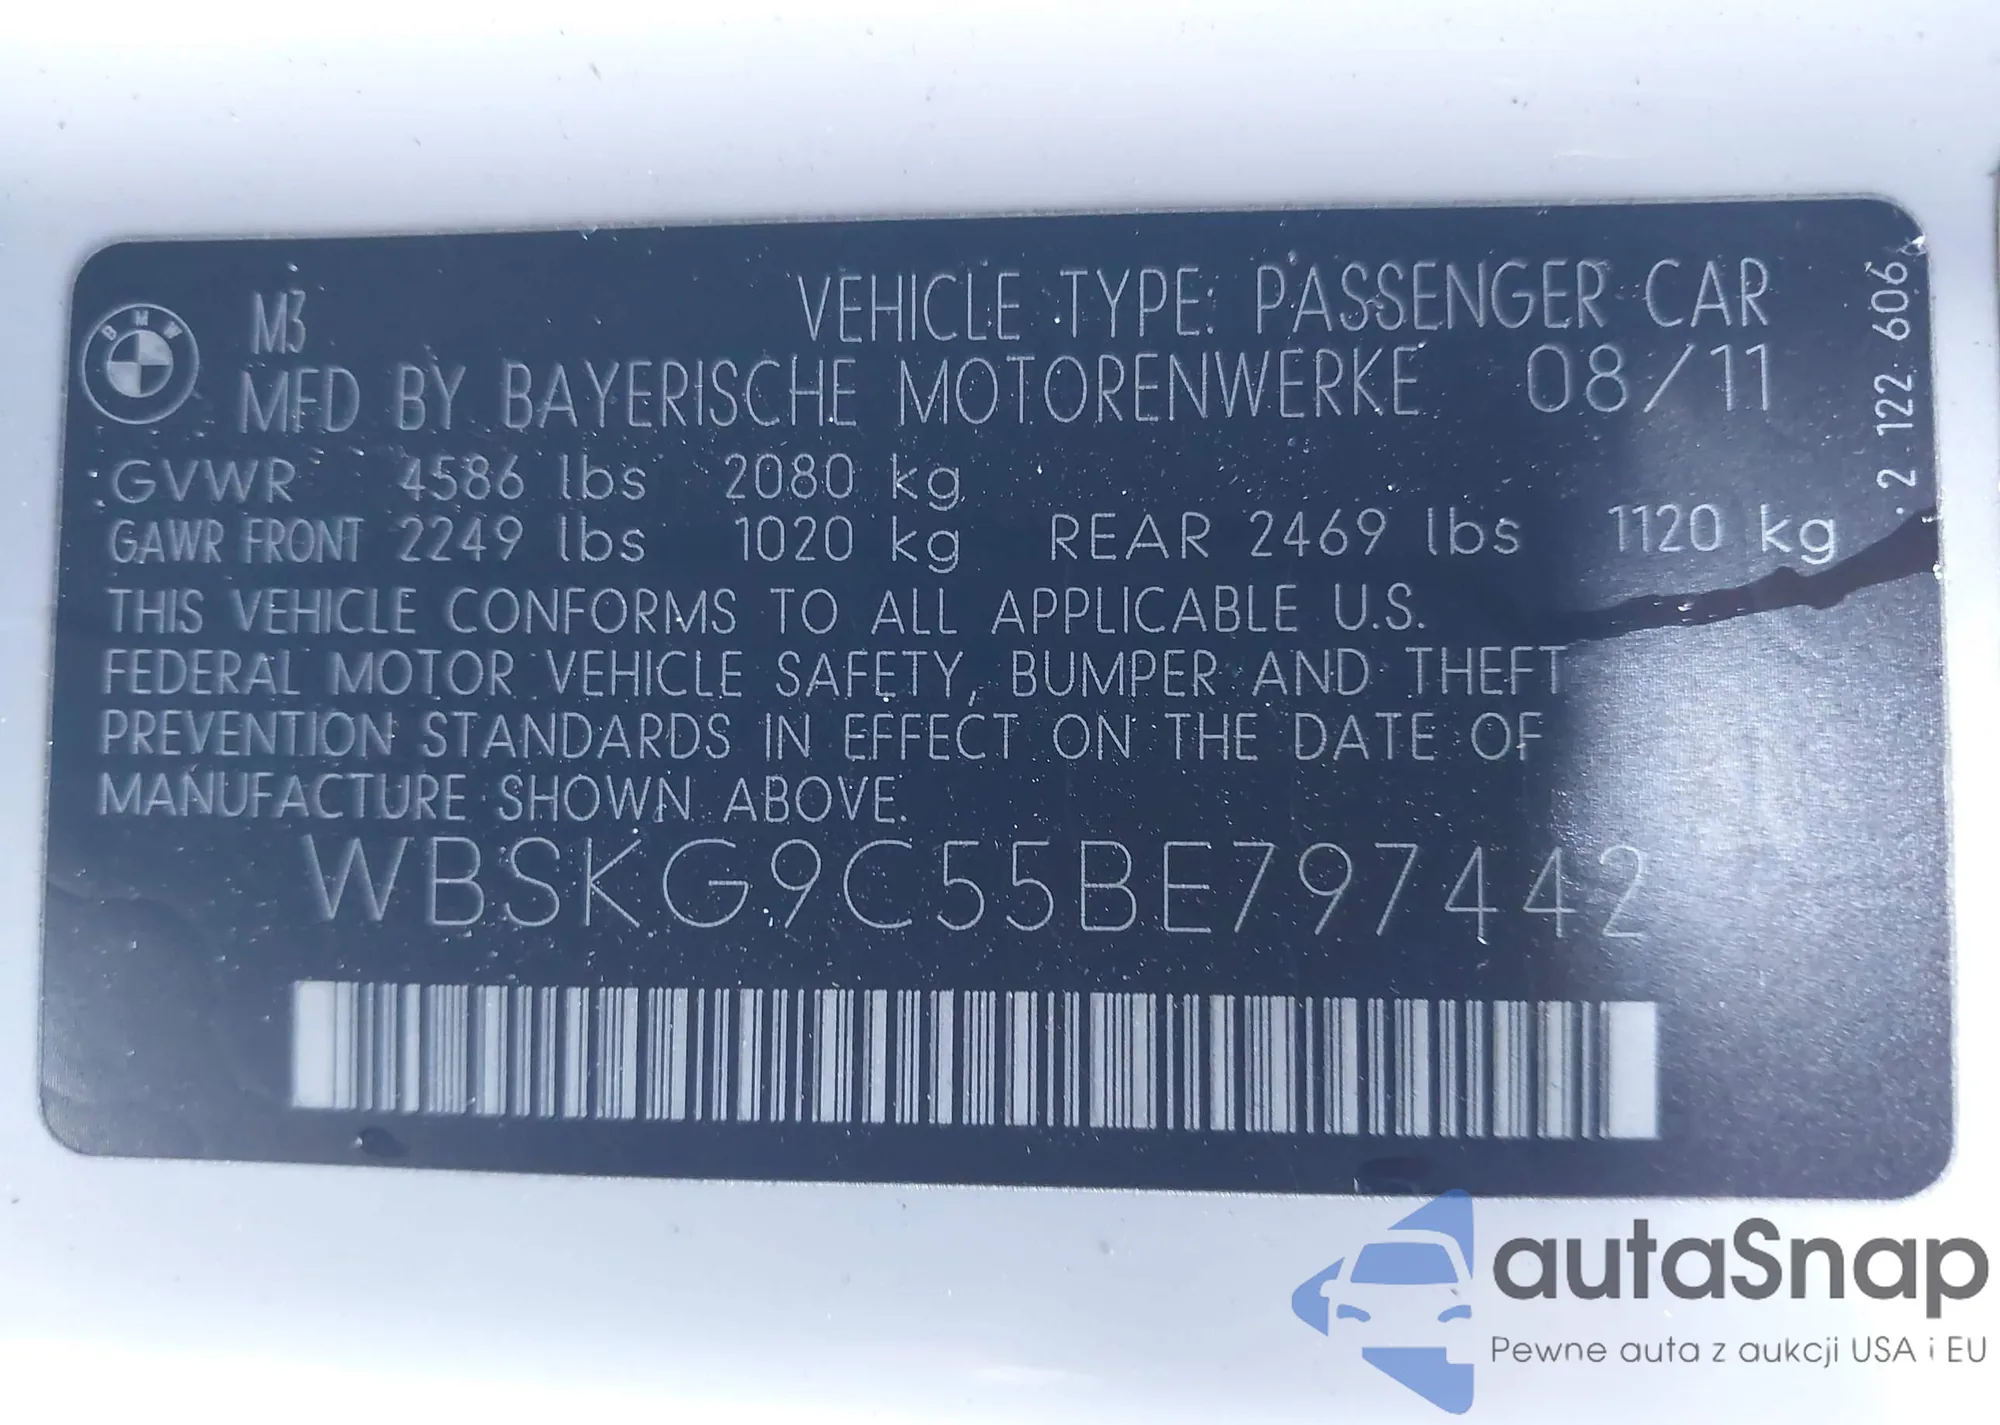 BMW
M3
VEHICLE TYPE: PASSENGER CAR
MFD BY BAYERISCHE MOTORENWERKE 08/11
GVWR 4586 lbs 2080 kg
GAWR FRONT 2249 lbs 1020 kg REAR 2469 lbs 1120 kg
THIS VEHICLE CONFORMS TO ALL APPLICABLE U.S.
FEDERAL MOTOR VEHICLE SAFETY, BUMPER AND THEFT
PREVENTION STANDARDS IN EFFECT ON THE DATE OF
MANUFACTURE SHOWN ABOVE.
WBSKG9C55BE797442
2 122 606
autaSnap
Pewne auta z aukcji USA i EU